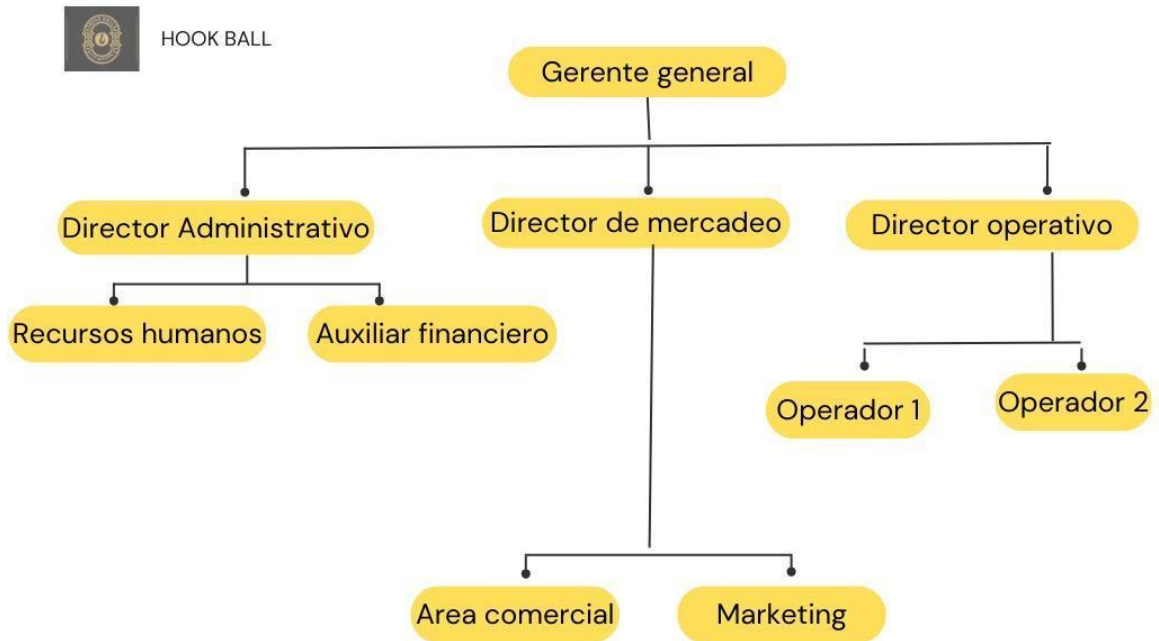 HOOK BALL
Gerente general
Director Administrativo
Director de mercadeo
Director operativo
Recursos humanos
Auxiliar financiero
Operador 1
Operador 2
Area comercial
Marketing